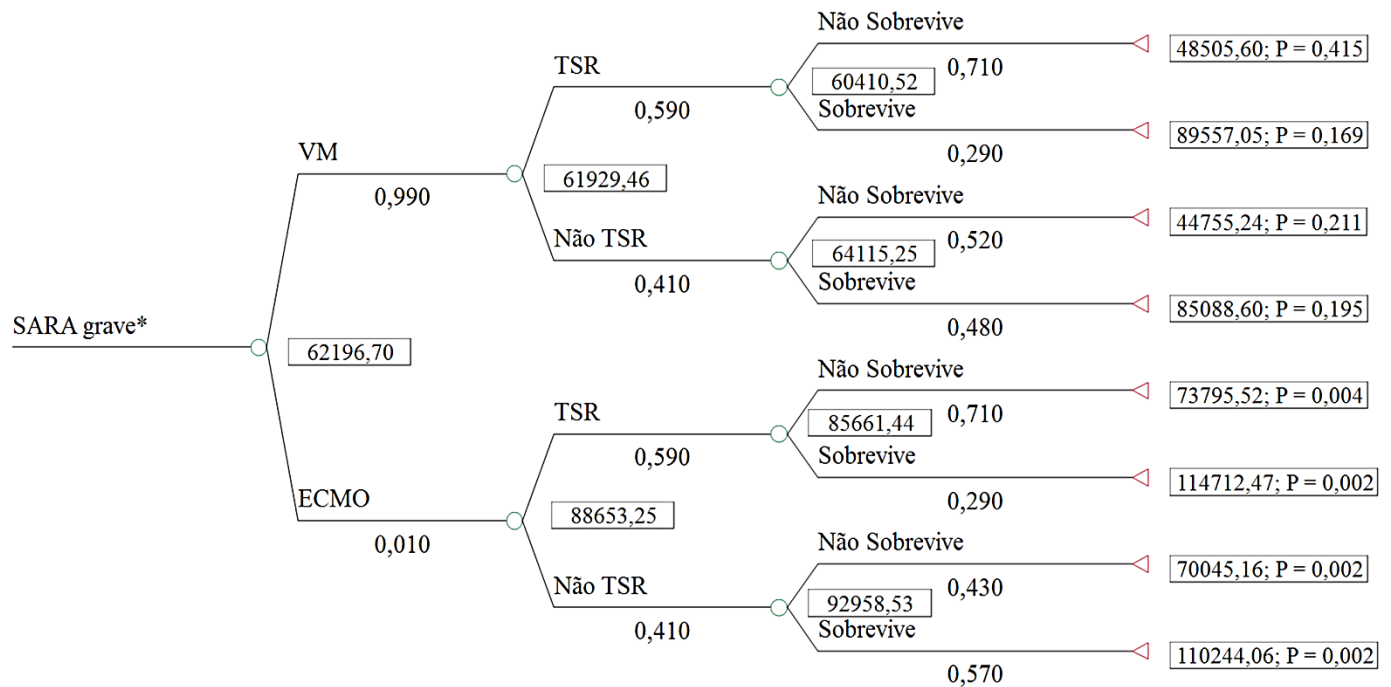 Não Sobrevive
48505,60; P = 0,415
TSR
0,710
60410,52
Sobrevive
0,590
89557,05; P = 0,169
VM
0,290
61929,46
0,990
Não Sobrevive
44755,24; P = 0,211
Não TSR
0,520
64115,25
Sobrevive
0,410
85088,60; P = 0,195
0,480
SARA grave*
62196,70
Não Sobrevive
73795,52; P = 0,004
TSR
0,710
85661,44
Sobrevive
0,590
114712,47; P = 0,002
ECMO
0,290
88653,25
0,010
Não Sobrevive
70045,16; P = 0,002
Não TSR
0,430
92958,53
Sobrevive
0,410
110244,06; P = 0,002
0,570